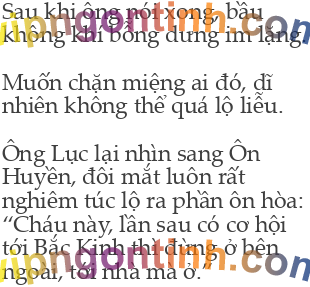 Sau khi ông nói xong, bầu
không khí bỗng dưng im lặng.
Muốn chặn miệng ai đó, dĩ
nhiên không thể quá lộ liễu.
Ông Lục lại nhìn sang Ôn
Huyền, đôi mắt luôn rất
nghiêm túc lộ ra phần ôn hòa:
“Cháu này, lần sau có cơ hội
tới Bắc Kinh thì đừng ở bên
ngoài, tới nhà mà ở.”
vipngontinh.com
vipngontinh.com